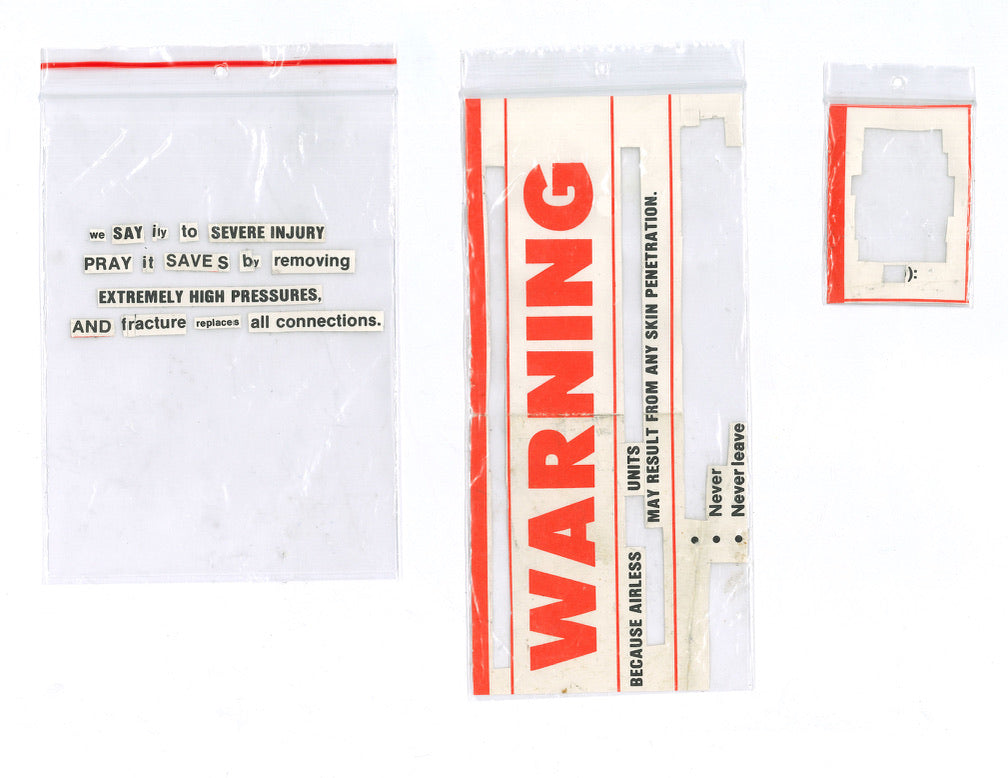 we SAY ily to SEVERE INJURY
PRAY it SAVES by removing
EXTREMELY HIGH PRESSURES,
AND fracture replaces all connections.
WARNING
BECAUSE AIRLESS UNITS
MAY RESULT FROM ANY SKIN PENETRATION.
•
• Never
• Never leave
):